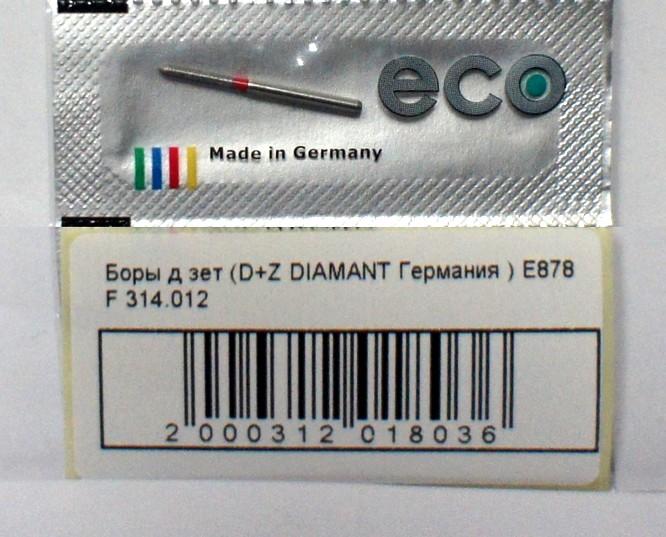 eco
Made in Germany
Боры д зет (D+Z DIAMANT Германия ) E878
F 314.012
2 000312 018036